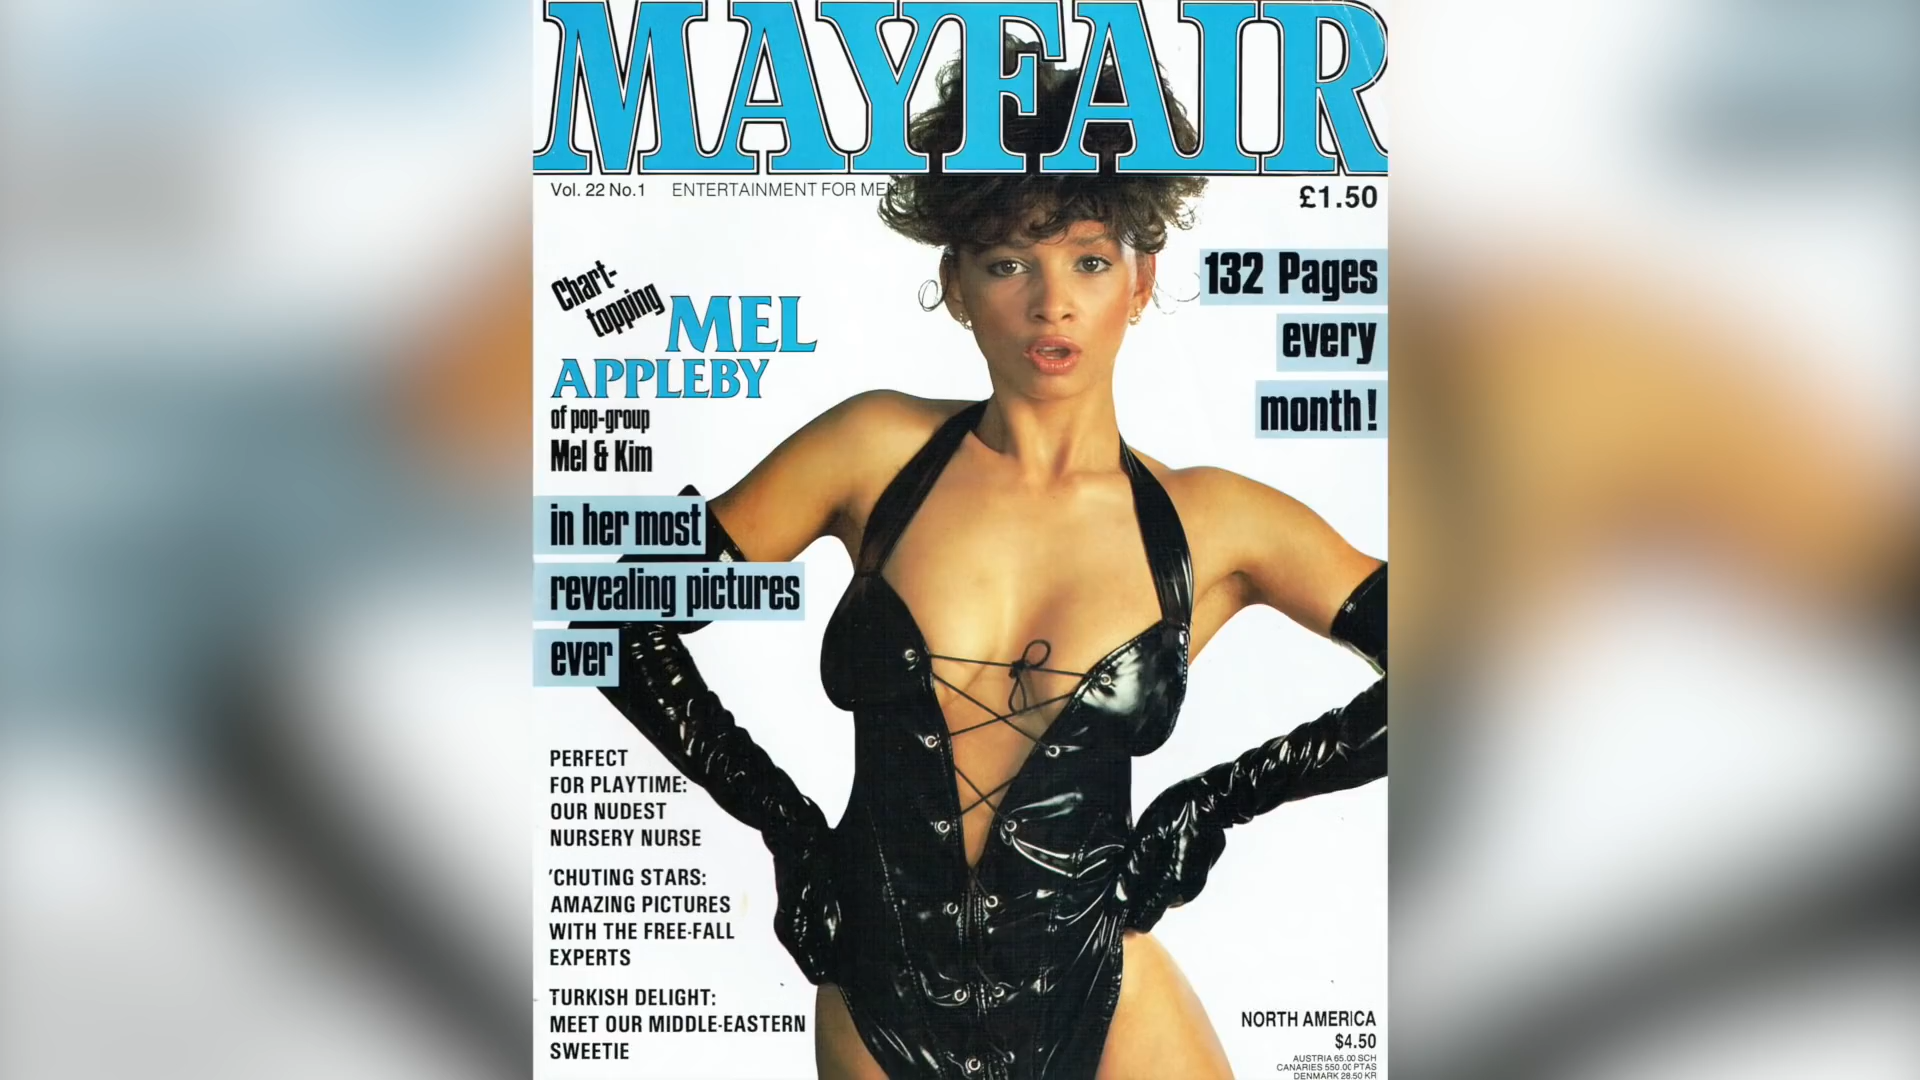 MAYFAIR
Vol. 22 No.1 ENTERTAINMENT FOR MEN
£1.50
Chart-
topping
MEL
APPLEBY
of pop-group
Mel & Kim
in her most
revealing pictures
ever
132 Pages
every
month!
PERFECT
FOR PLAYTIME:
OUR NUDEST
NURSERY NURSE
'CHUTING STARS:
AMAZING PICTURES
WITH THE FREE-FALL
EXPERTS
TURKISH DELIGHT:
MEET OUR MIDDLE-EASTERN
SWEETIE
NORTH AMERICA
$4.50
AUSTRIA 65.00 SCH
CANARIES 550.00 PTAS
DENMARK 28.50 KR